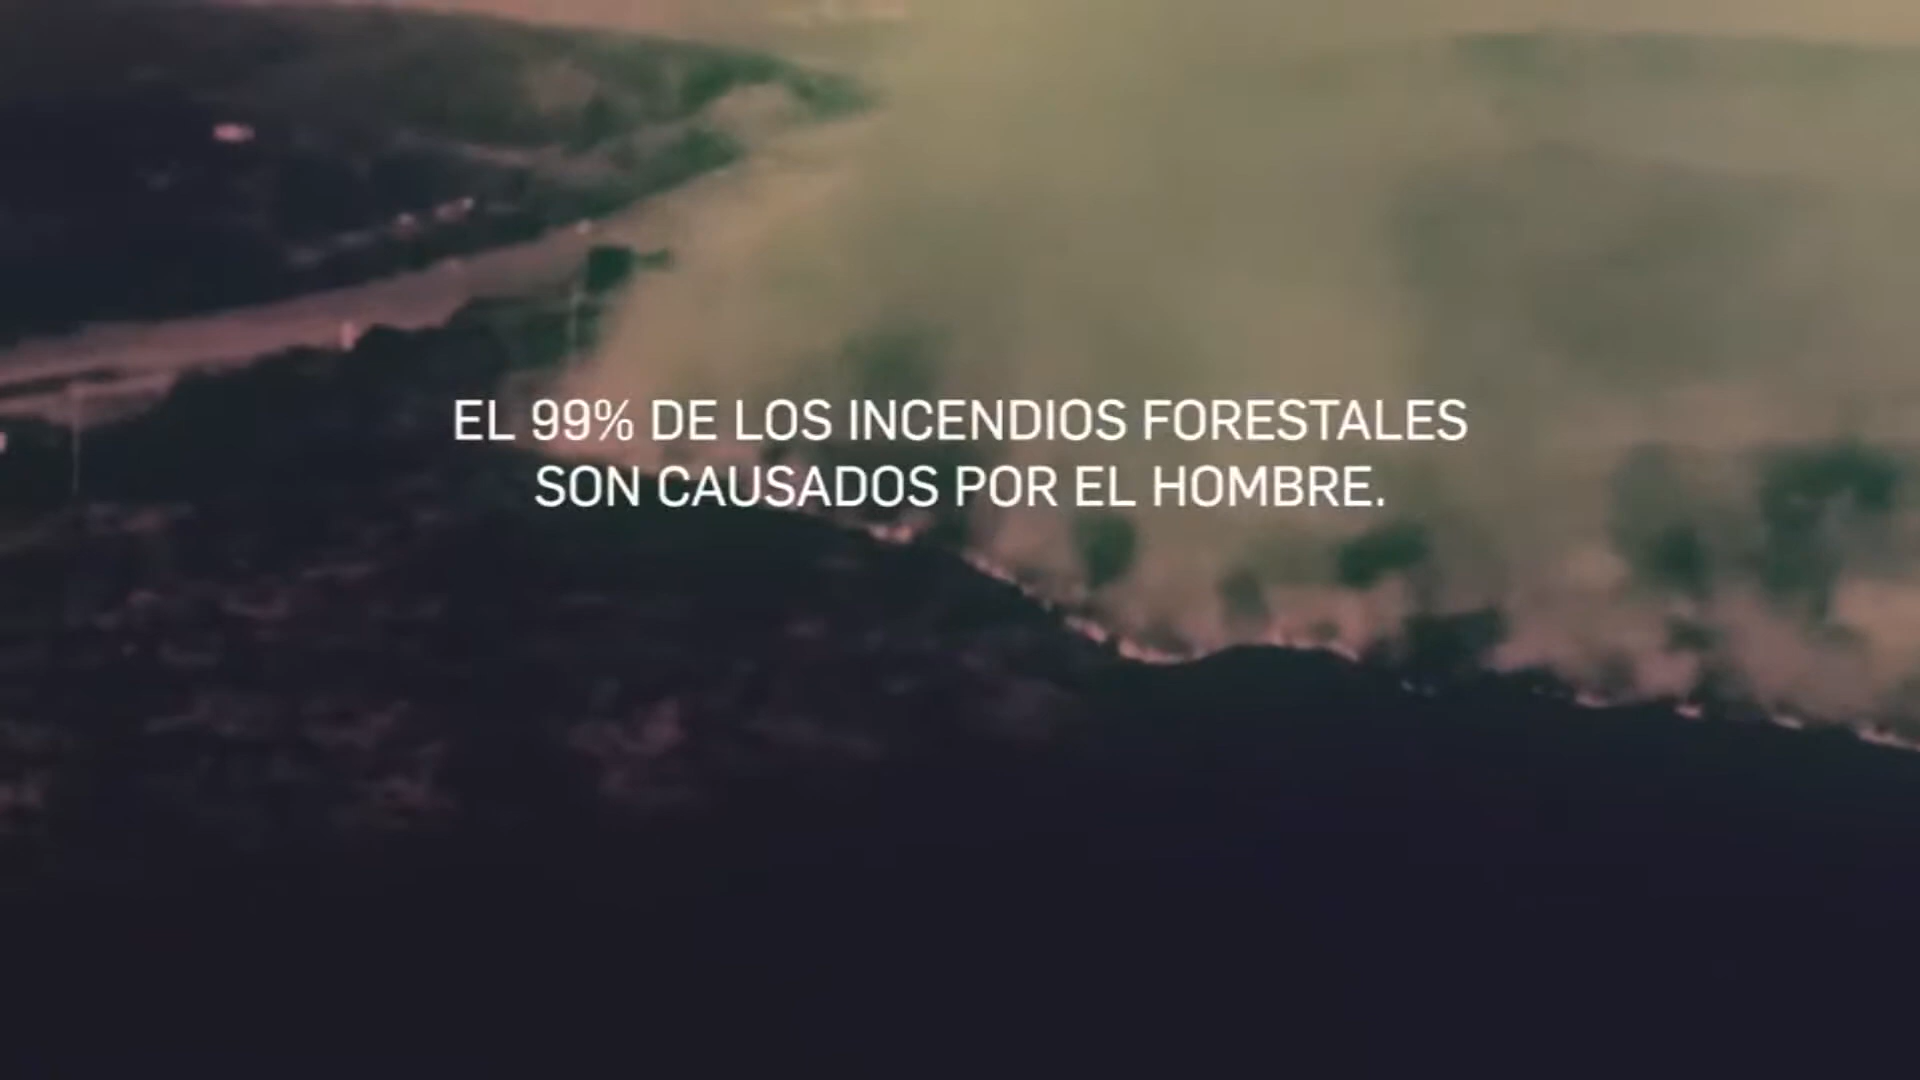 EL 99% DE LOS INCENDIOS FORESTALES
SON CAUSADOS POR EL HOMBRE.